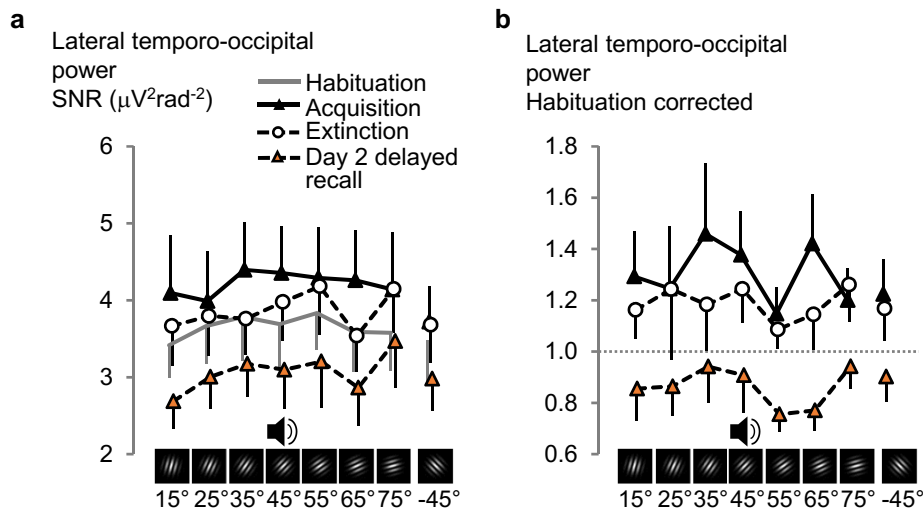 a
Lateral temporo-occipital
power
SNR (μV²rad⁻²)
Habituation
Acquisition
Extinction
Day 2 delayed
recall
6
5
4
3
2
15° 25° 35° 45° 55° 65° 75° -45°
b
Lateral temporo-occipital
power
Habituation corrected
1.8
1.6
1.4
1.2
1.0
0.8
0.6
15° 25° 35° 45° 55° 65° 75° -45°